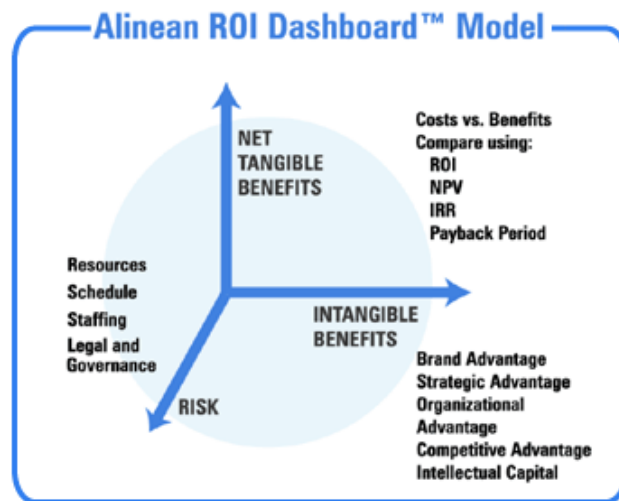 Alinean ROI Dashboard™ Model
NET
TANGIBLE
BENEFITS
Costs vs. Benefits
Compare using:
ROI
NPV
IRR
Payback Period
Resources
Schedule
Staffing
Legal and
Governance
RISK
INTANGIBLE
BENEFITS
Brand Advantage
Strategic Advantage
Organizational
Advantage
Competitive Advantage
Intellectual Capital